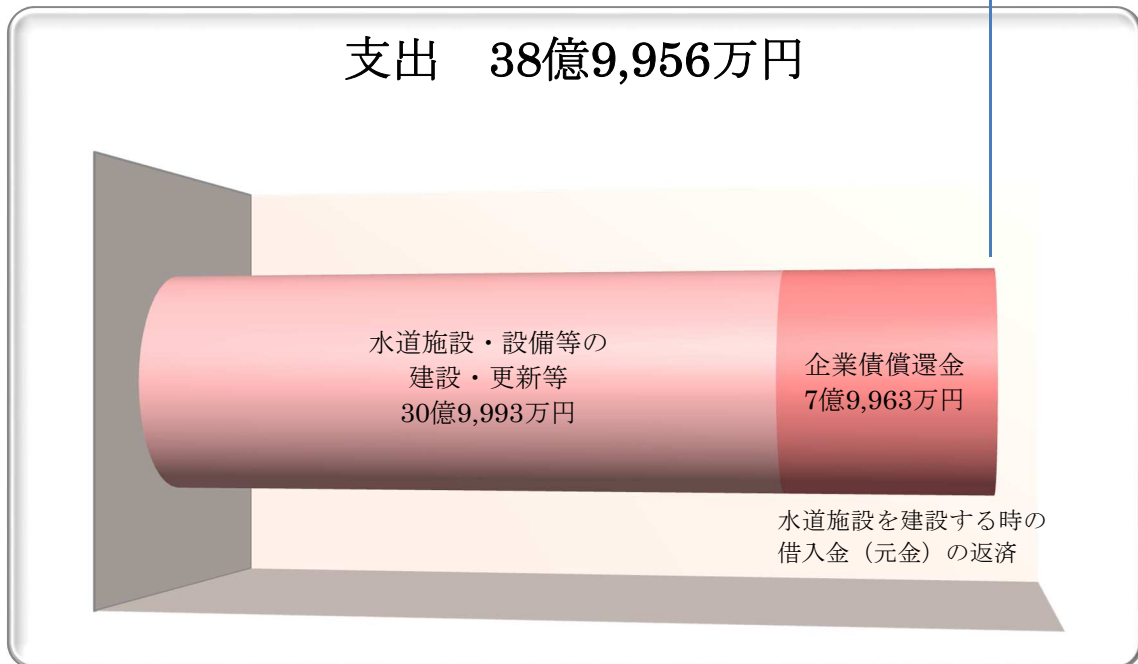 支出　38億9,956万円
水道施設・設備等の
建設・更新等
30億9,993万円
企業債償還金
7億9,963万円
水道施設を建設する時の
借入金（元金）の返済